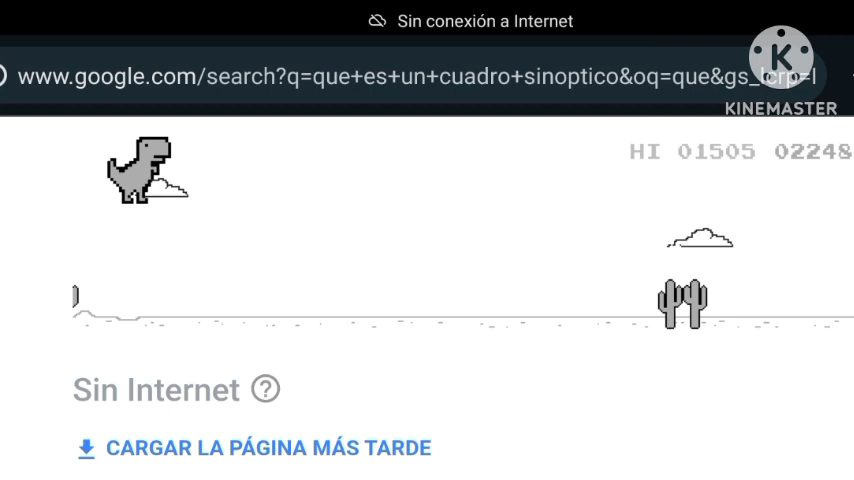 Sin conexión a Internet
www.google.com/search?q=que+es+un+cuadro+sinoptico&oq=que&gs_lcrp=I
K
KINEMASTER
HI 01505 02248
Sin Internet ?
CARGAR LA PÁGINA MÁS TARDE